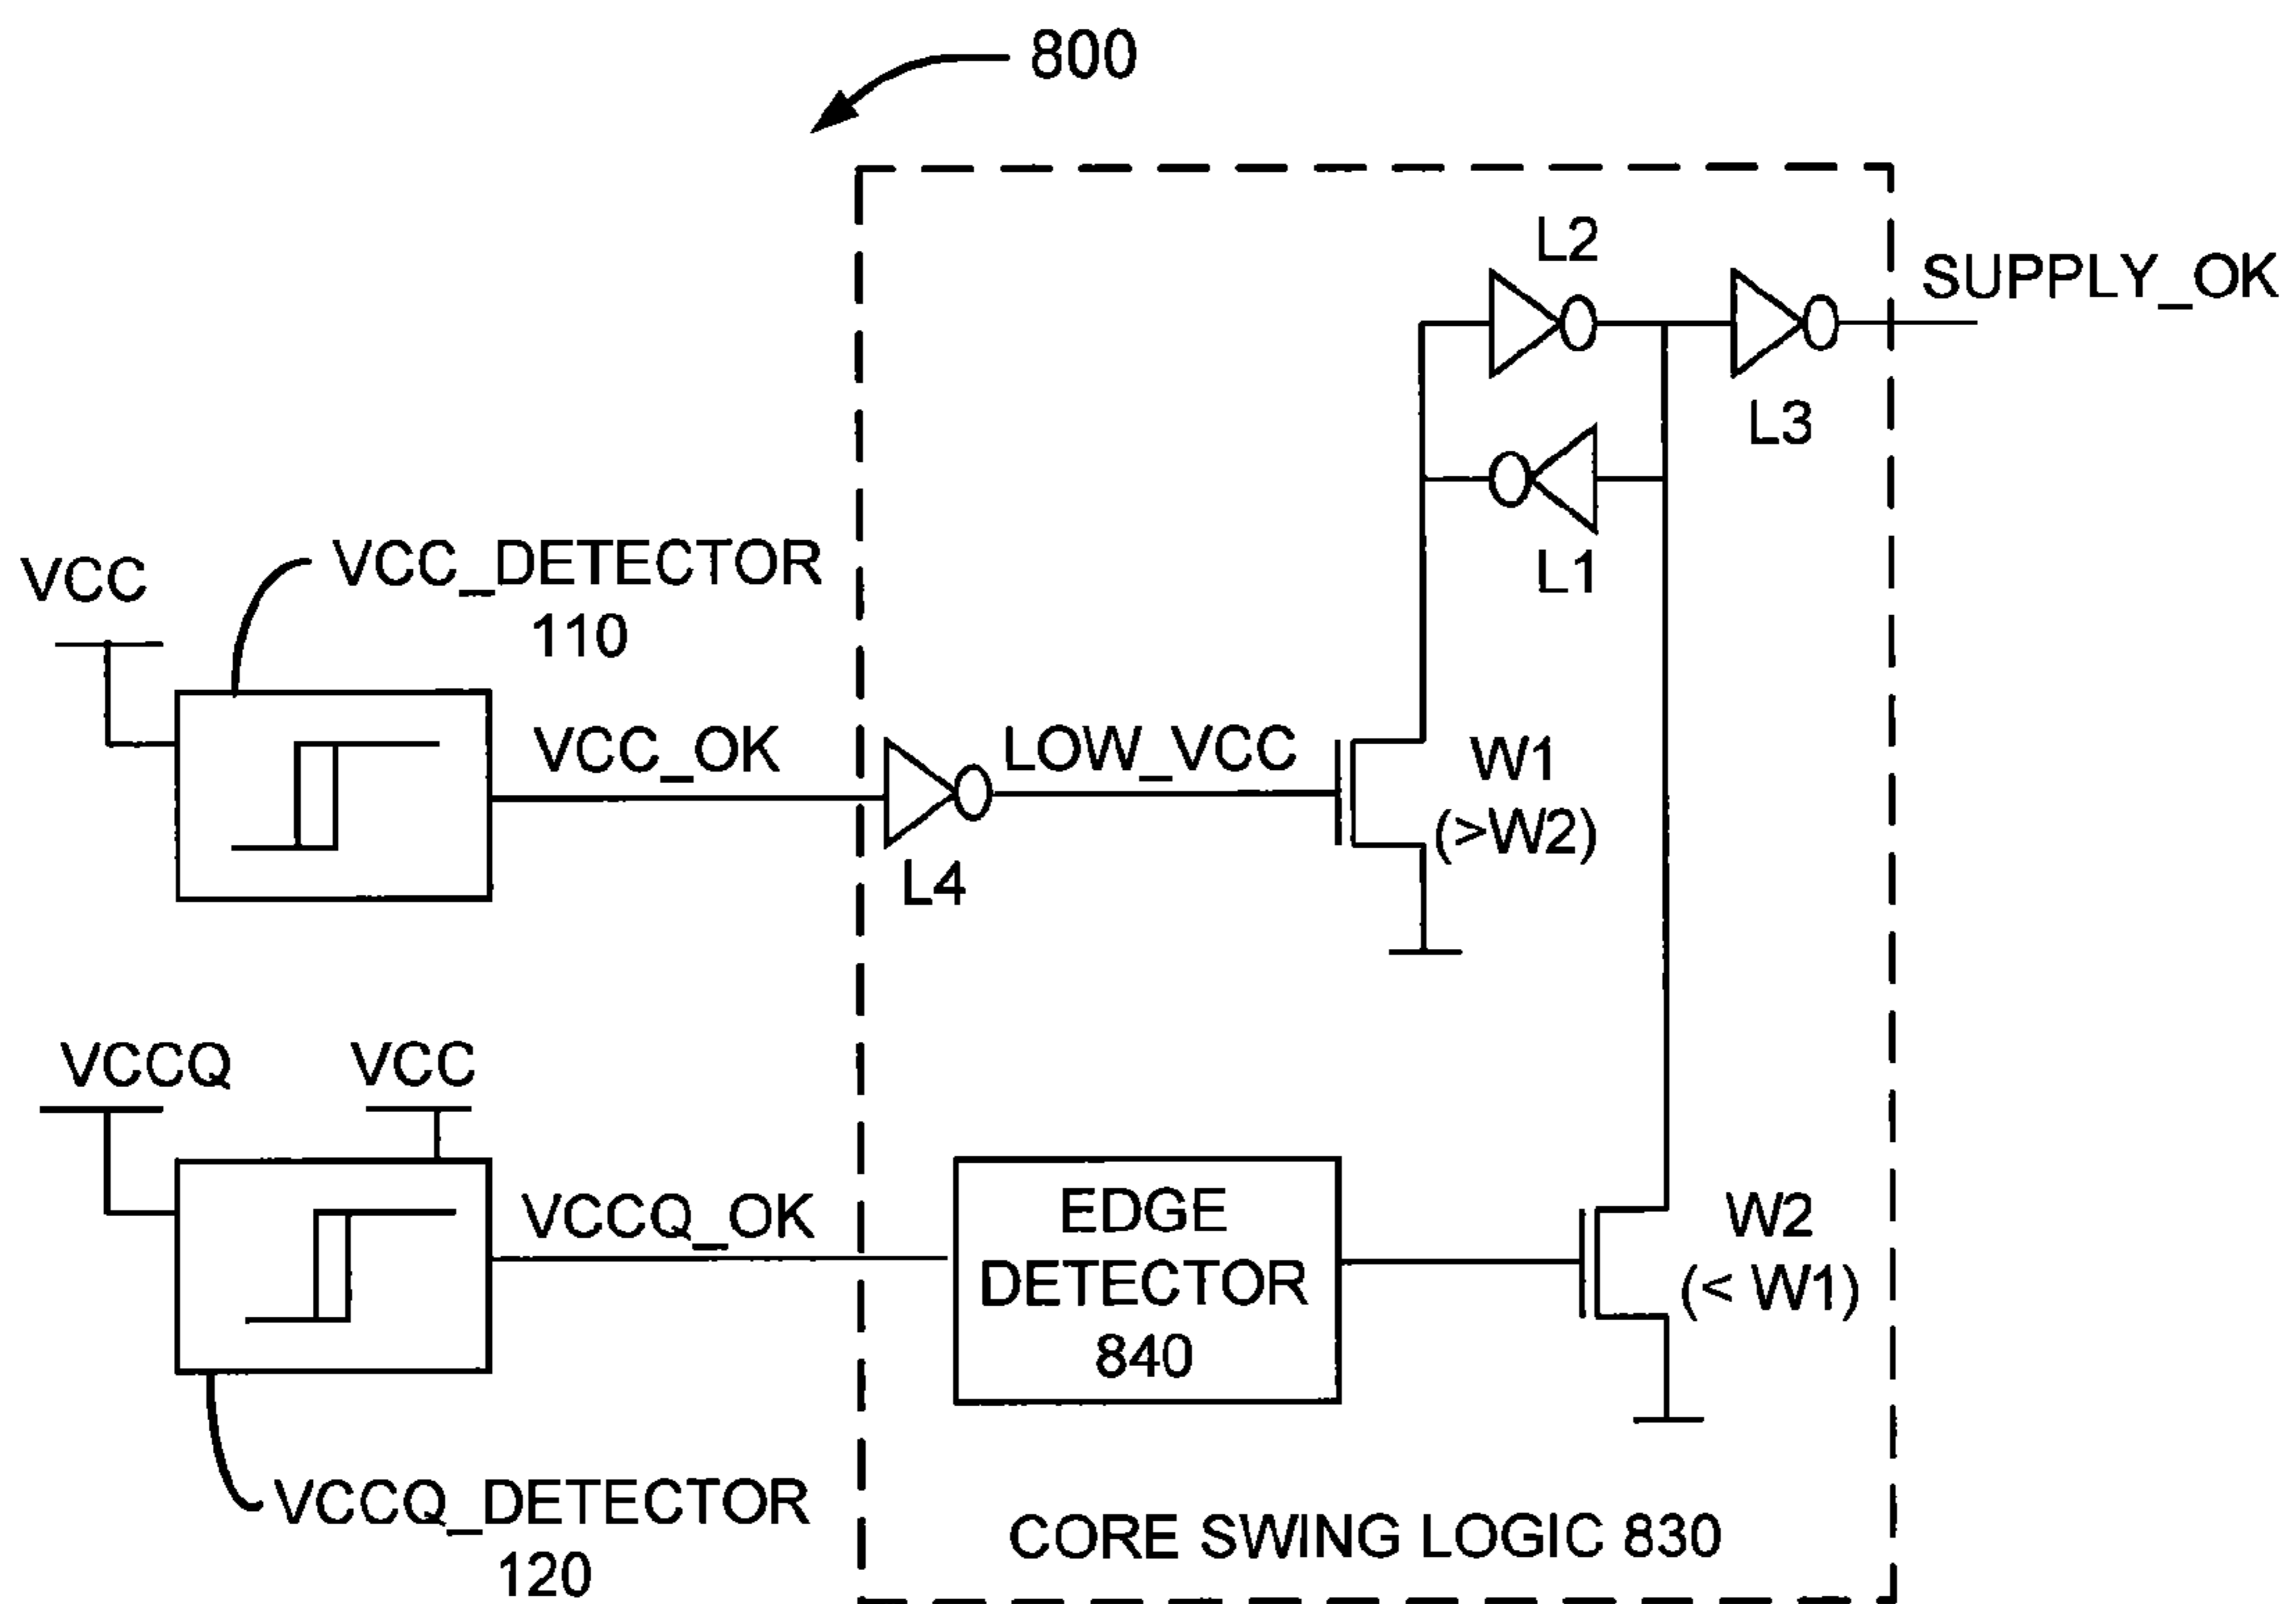 800
L2
SUPPLY_OK
L3
L1
VCC
VCC_DETECTOR
110
VCC_OK
LOW_VCC
W1
(>W2)
L4
VCCQ
VCC
VCCQ_OK
EDGE
DETECTOR
840
W2
(< W1)
VCCQ_DETECTOR
120
CORE SWING LOGIC 830